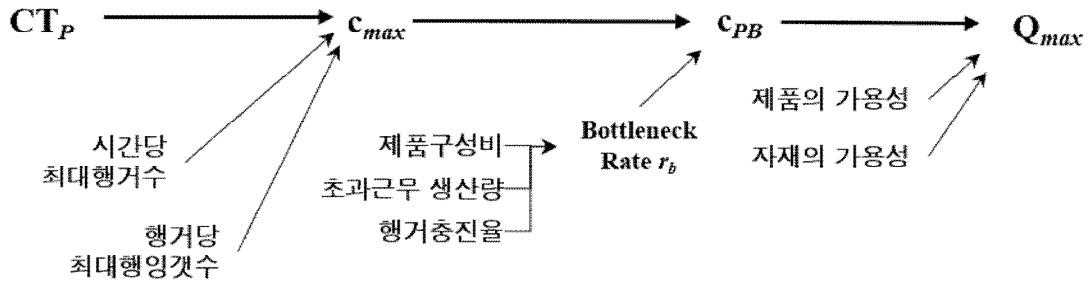 CT_P
c_max
c_PB
Q_max
시간당
최대행거수
행거당
최대행잉갯수
제품구성비
초과근무 생산량
행거충진율
Bottleneck
Rate r_b
제품의 가용성
자재의 가용성